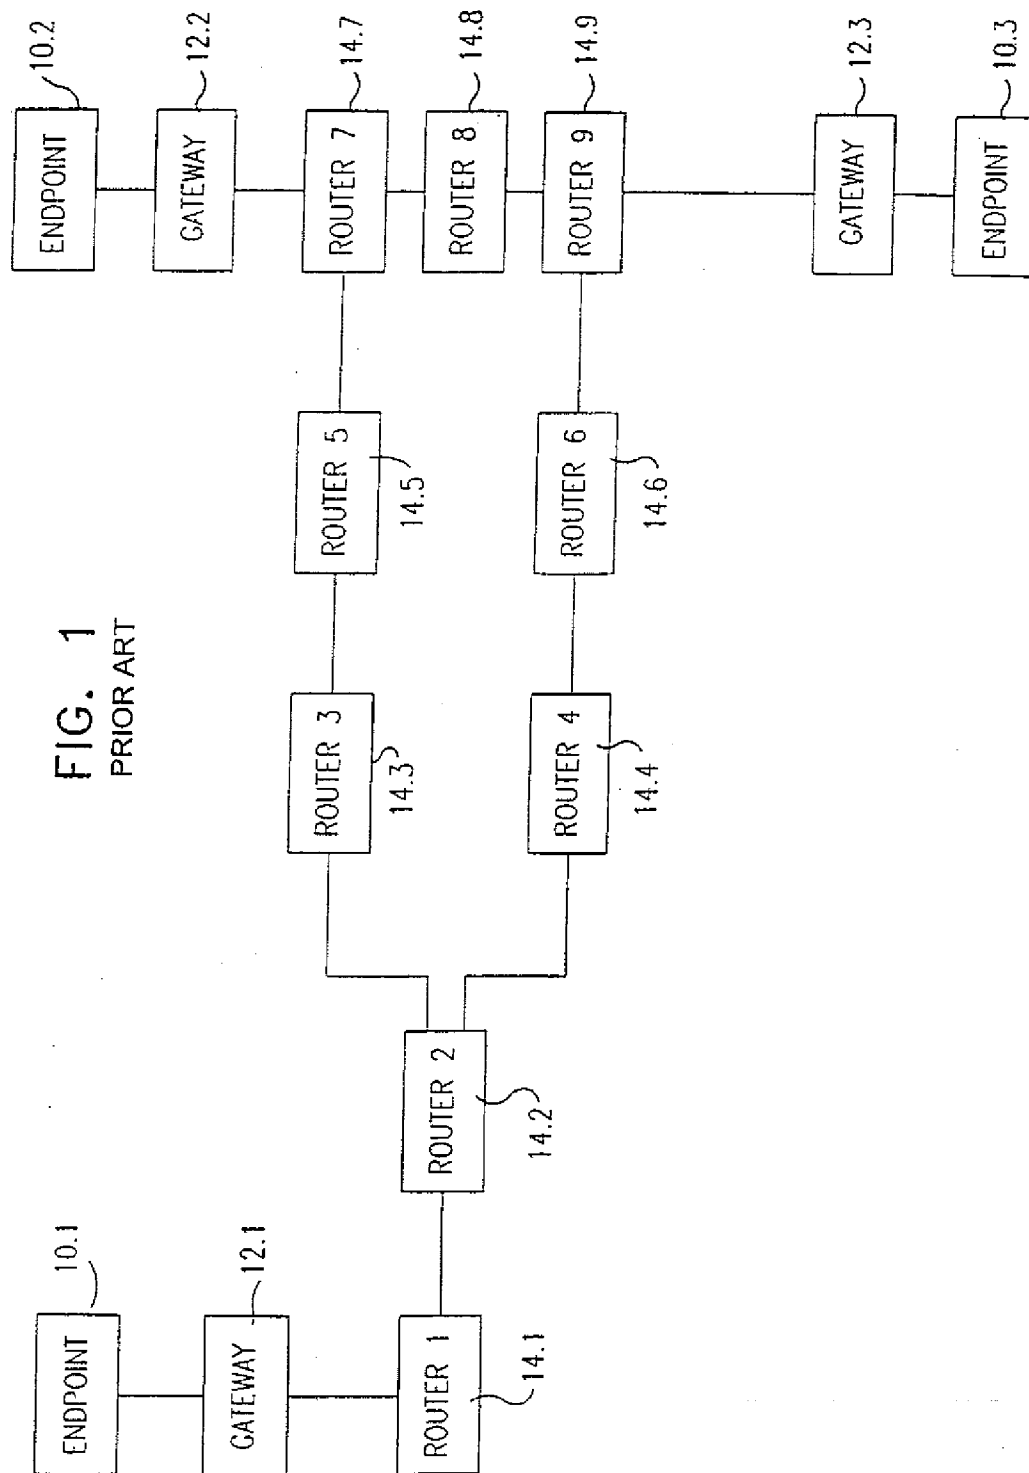 FIG. 1
PRIOR ART
10.1
ENDPOINT
12.1
GATEWAY
ROUTER 1
14.1
ROUTER 2
14.2
ROUTER 3
14.3
ROUTER 4
14.4
ROUTER 5
14.5
ROUTER 6
14.6
10.2
ENDPOINT
12.2
GATEWAY
14.7
ROUTER 7
14.8
ROUTER 8
14.9
ROUTER 9
12.3
GATEWAY
10.3
ENDPOINT